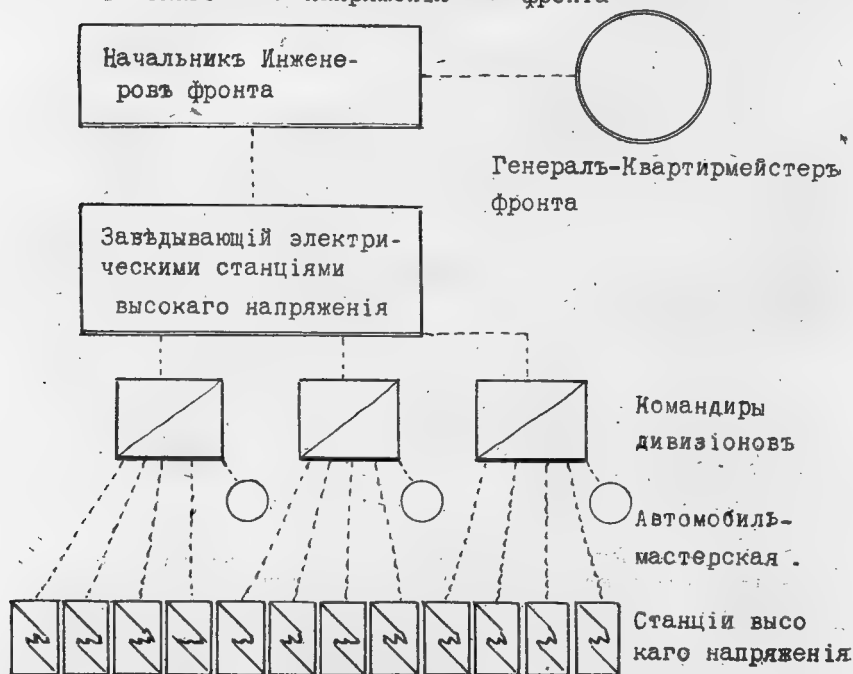 фронта
Начальникъ Инжене-
ровъ фронта
Генералъ-Квартирмейстеръ
фронта
Завѣдывающій электри-
ческими станціями
высокаго напряженія
Командиры
дивизіоновъ
Автомобиль-
мастерская.
Станціи высо
каго напряженія